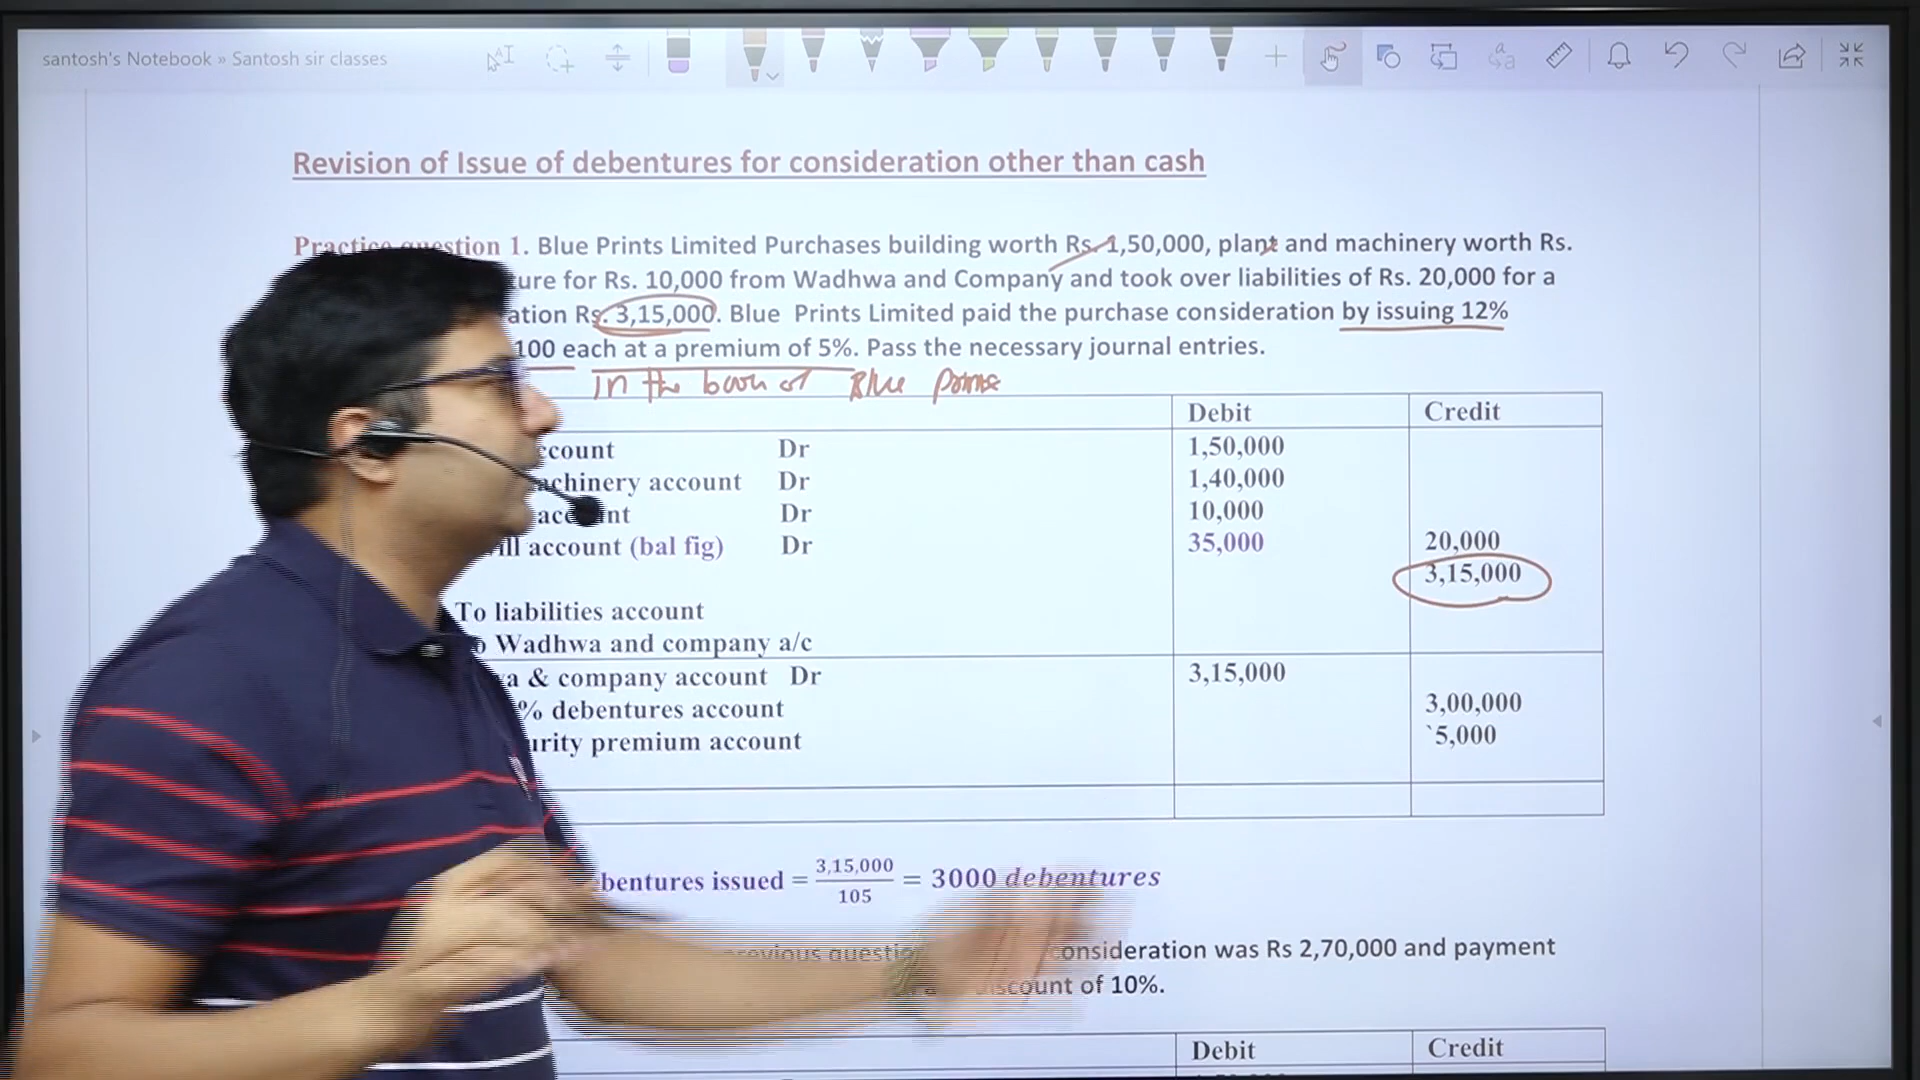 santosh's Notebook » Santosh sir classes
Revision of Issue of debentures for consideration other than cash
Practice question 1. Blue Prints Limited Purchases building worth Rs. 1,50,000, plant and machinery worth Rs.
ure for Rs. 10,000 from Wadhwa and Company and took over liabilities of Rs. 20,000 for a
ation Rs. 3,15,000. Blue Prints Limited paid the purchase consideration by issuing 12%
100 each at a premium of 5%. Pass the necessary journal entries.
In the book of Blue
Debit Credit
ccount Dr 1,50,000
achinery account Dr 1,40,000
account Dr 10,000
ill account (bal fig) Dr 35,000 20,000
3,15,000
To liabilities account
Wadhwa and company a/c
a & company account Dr 3,15,000
% debentures account 3,00,000
urity premium account `5,000
ebentures issued = 3,15,000/105 = 3000 debentures
previous questio onsideration was Rs 2,70,000 and payment
scount of 10%.
Debit Credit